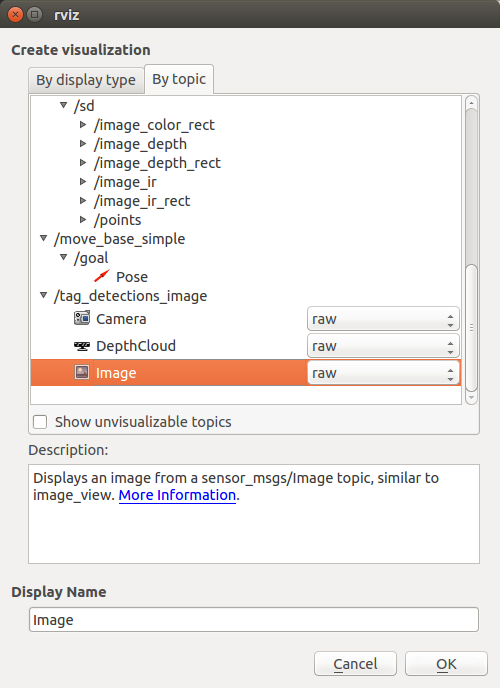 rviz
Create visualization
By display type By topic
/sd
/image_color_rect
/image_depth
/image_depth_rect
/image_ir
/image_ir_rect
/points
/move_base_simple
/goal
Pose
/tag_detections_image
Camera raw
DepthCloud raw
Image raw
Show unvisualizable topics
Description:
Displays an image from a sensor_msgs/Image topic, similar to
image_view. More Information.
Display Name
Image
Cancel OK